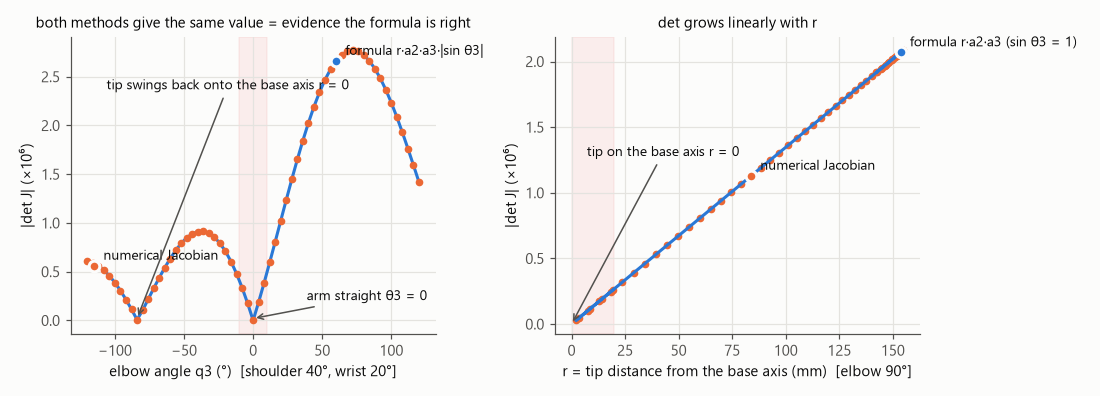 both methods give the same value = evidence the formula is right
formula r·a2·a3·|sin θ3|
tip swings back onto the base axis r = 0
numerical Jacobian
arm straight θ3 = 0
|det J| (×10⁶)
2.5
2.0
1.5
1.0
0.5
0.0
−100
−50
0
50
100
elbow angle q3 (°)  [shoulder 40°, wrist 20°]
det grows linearly with r
formula r·a2·a3 (sin θ3 = 1)
tip on the base axis r = 0
numerical Jacobian
|det J| (×10⁶)
2.0
1.5
1.0
0.5
0.0
0
25
50
75
100
125
150
r = tip distance from the base axis (mm)  [elbow 90°]